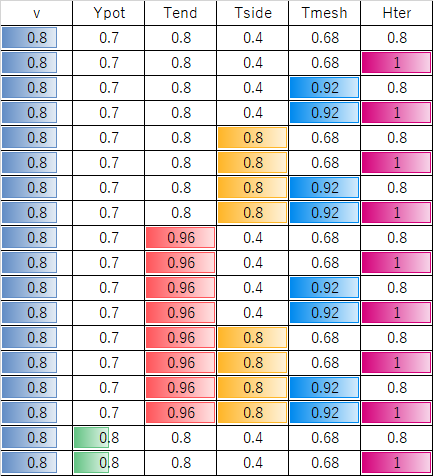 v Ypot Tend Tside Tmesh Hter
0.8 0.7 0.8 0.4 0.68 0.8
0.8 0.7 0.8 0.4 0.68 1
0.8 0.7 0.8 0.4 0.92 0.8
0.8 0.7 0.8 0.4 0.92 1
0.8 0.7 0.8 0.8 0.68 0.8
0.8 0.7 0.8 0.8 0.68 1
0.8 0.7 0.8 0.8 0.92 0.8
0.8 0.7 0.8 0.8 0.92 1
0.8 0.7 0.96 0.4 0.68 0.8
0.8 0.7 0.96 0.4 0.68 1
0.8 0.7 0.96 0.4 0.92 0.8
0.8 0.7 0.96 0.4 0.92 1
0.8 0.7 0.96 0.8 0.68 0.8
0.8 0.7 0.96 0.8 0.68 1
0.8 0.7 0.96 0.8 0.92 0.8
0.8 0.7 0.96 0.8 0.92 1
0.8 0.8 0.8 0.4 0.68 0.8
0.8 0.8 0.8 0.4 0.68 1